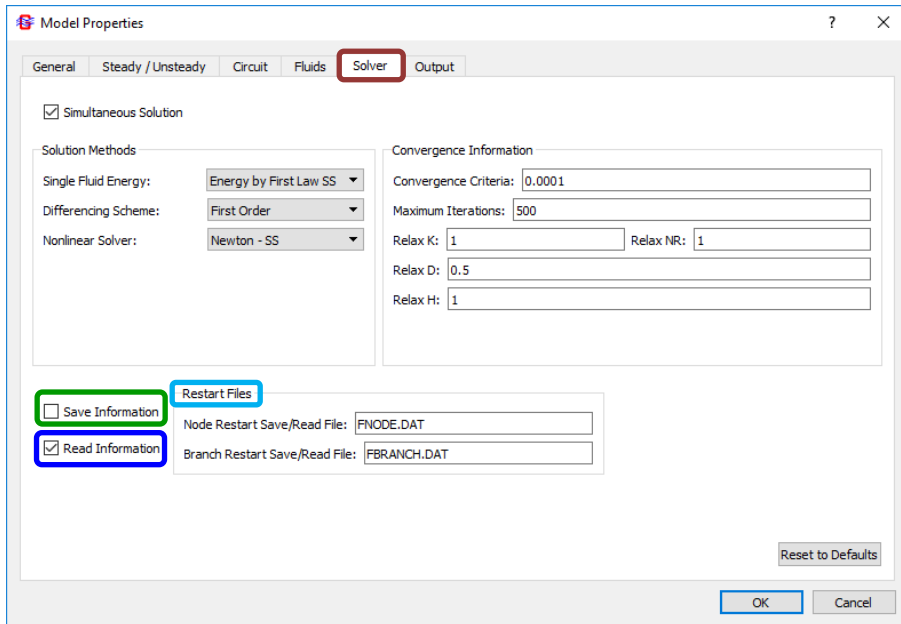 Model Properties ?
General Steady / Unsteady Circuit Fluids Solver Output
Simultaneous Solution
Solution Methods
Single Fluid Energy: Energy by First Law SS
Differencing Scheme: First Order
Nonlinear Solver: Newton - SS
Convergence Information
Convergence Criteria: 0.0001
Maximum Iterations: 500
Relax K: 1 Relax NR: 1
Relax D: 0.5
Relax H: 1
Save Information
Read Information
Restart Files
Node Restart Save/Read File: FNODE.DAT
Branch Restart Save/Read File: FBRANCH.DAT
Reset to Defaults
OK Cancel